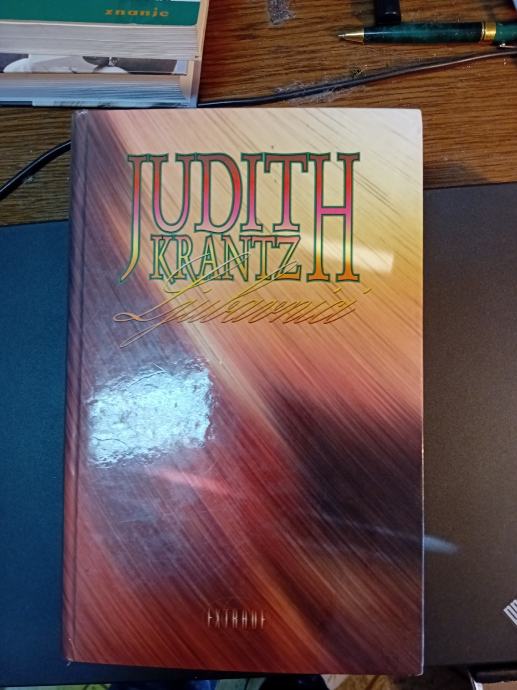 znanje
JUDITH
KRANTZ
Ljubavnici
EXTRADE